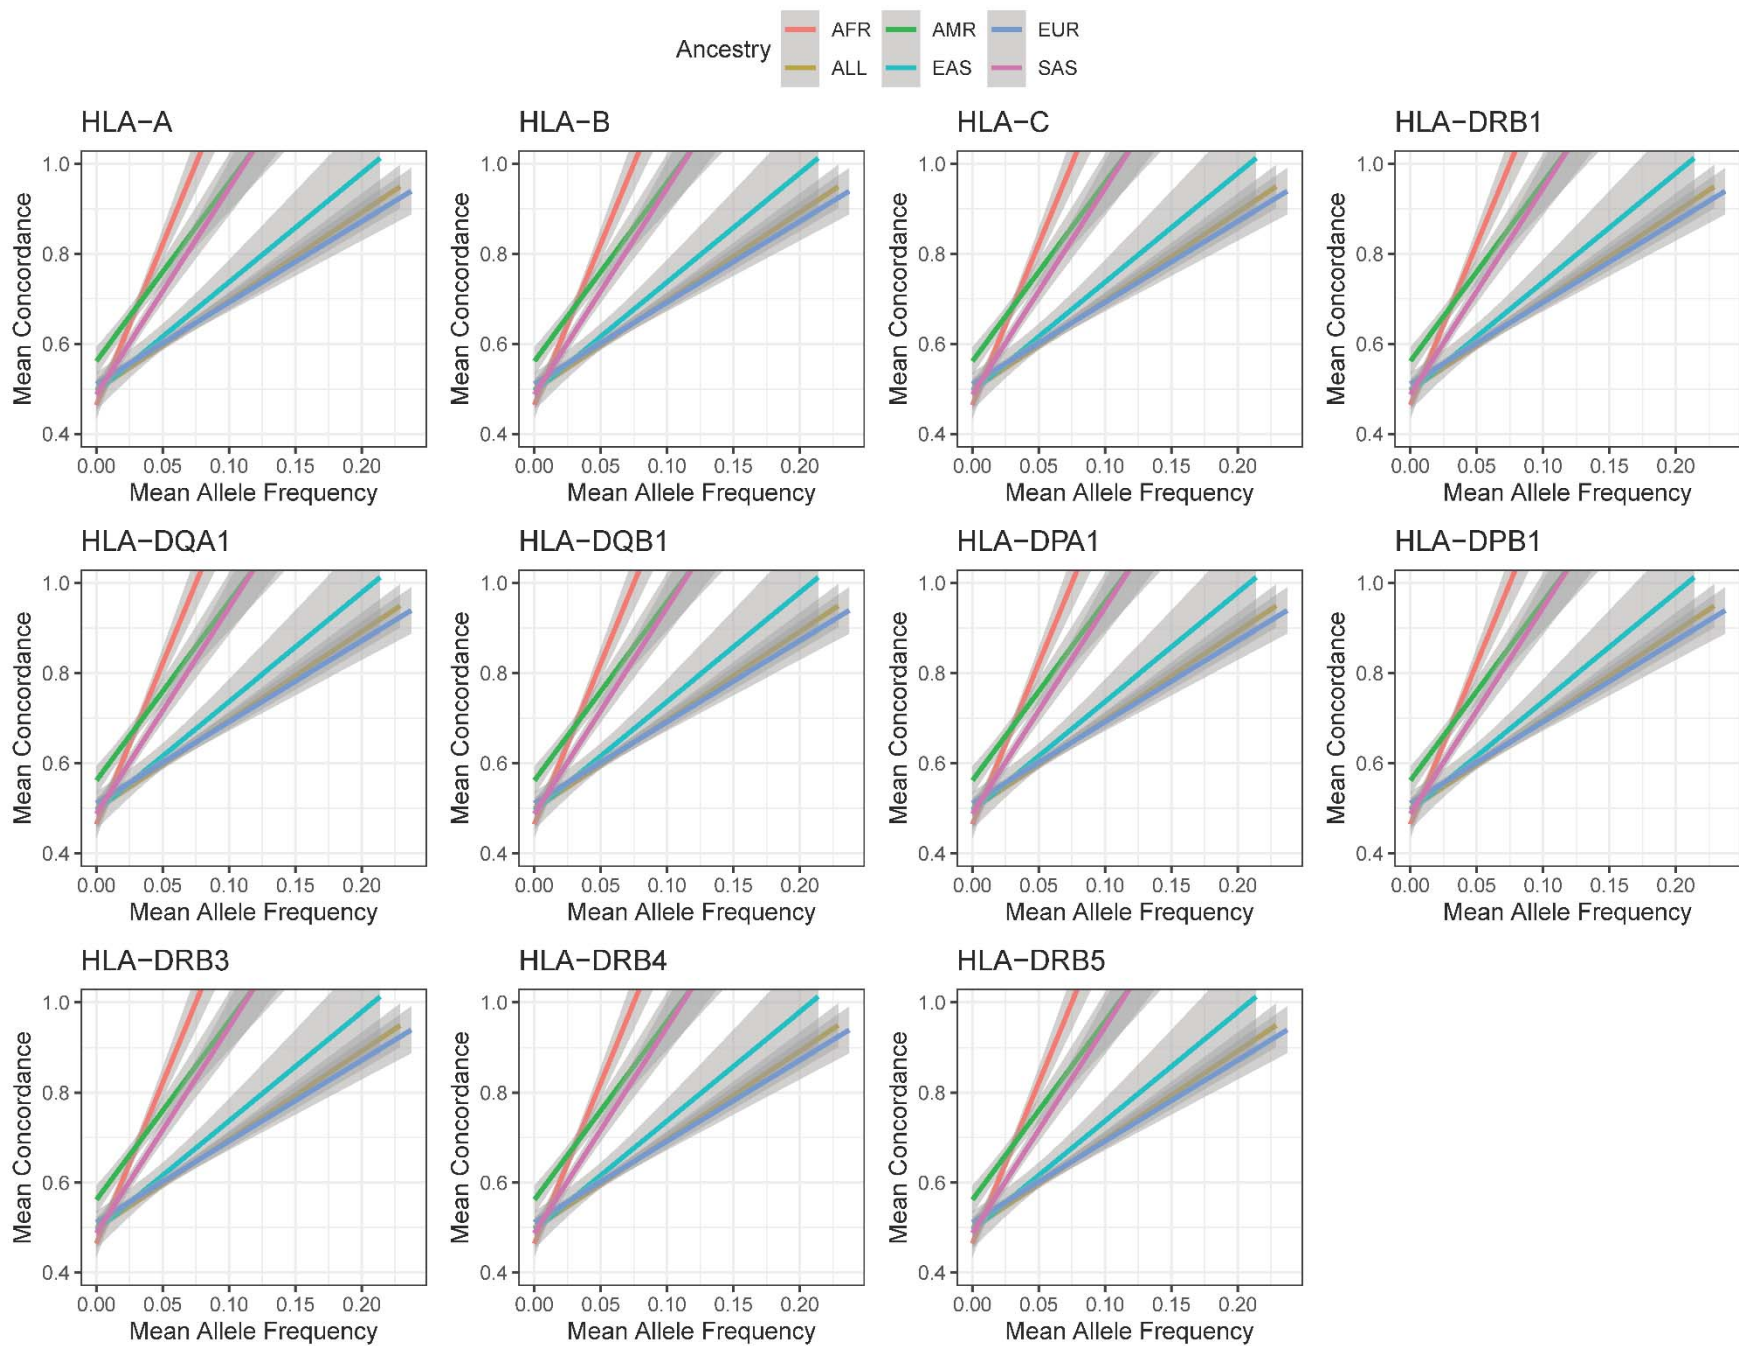 Ancestry
AFR AMR EUR
ALL EAS SAS
HLA−A HLA−B HLA−C HLA−DRB1
1.0 1.0 1.0 1.0
0.8 0.8 0.8 0.8
0.6 0.6 0.6 0.6
0.4 0.4 0.4 0.4
Mean Concordance Mean Concordance Mean Concordance Mean Concordance
0.00 0.05 0.10 0.15 0.20 0.00 0.05 0.10 0.15 0.20 0.00 0.05 0.10 0.15 0.20 0.00 0.05 0.10 0.15 0.20
Mean Allele Frequency Mean Allele Frequency Mean Allele Frequency Mean Allele Frequency
HLA−DQA1 HLA−DQB1 HLA−DPA1 HLA−DPB1
1.0 1.0 1.0 1.0
0.8 0.8 0.8 0.8
0.6 0.6 0.6 0.6
0.4 0.4 0.4 0.4
Mean Concordance Mean Concordance Mean Concordance Mean Concordance
0.00 0.05 0.10 0.15 0.20 0.00 0.05 0.10 0.15 0.20 0.00 0.05 0.10 0.15 0.20 0.00 0.05 0.10 0.15 0.20
Mean Allele Frequency Mean Allele Frequency Mean Allele Frequency Mean Allele Frequency
HLA−DRB3 HLA−DRB4 HLA−DRB5
1.0 1.0 1.0
0.8 0.8 0.8
0.6 0.6 0.6
0.4 0.4 0.4
Mean Concordance Mean Concordance Mean Concordance
0.00 0.05 0.10 0.15 0.20 0.00 0.05 0.10 0.15 0.20 0.00 0.05 0.10 0.15 0.20
Mean Allele Frequency Mean Allele Frequency Mean Allele Frequency